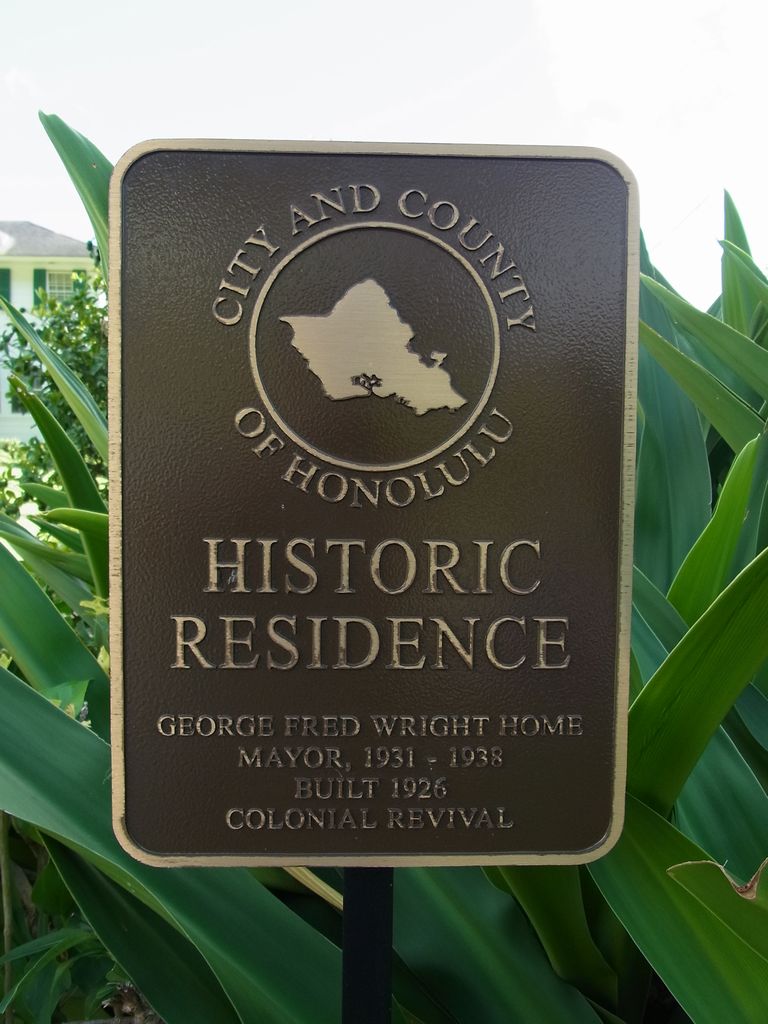 CITY AND COUNTY
OF HONOLULU
HISTORIC
RESIDENCE
GEORGE FRED WRIGHT HOME
MAYOR, 1931 - 1938
BUILT 1926
COLONIAL REVIVAL